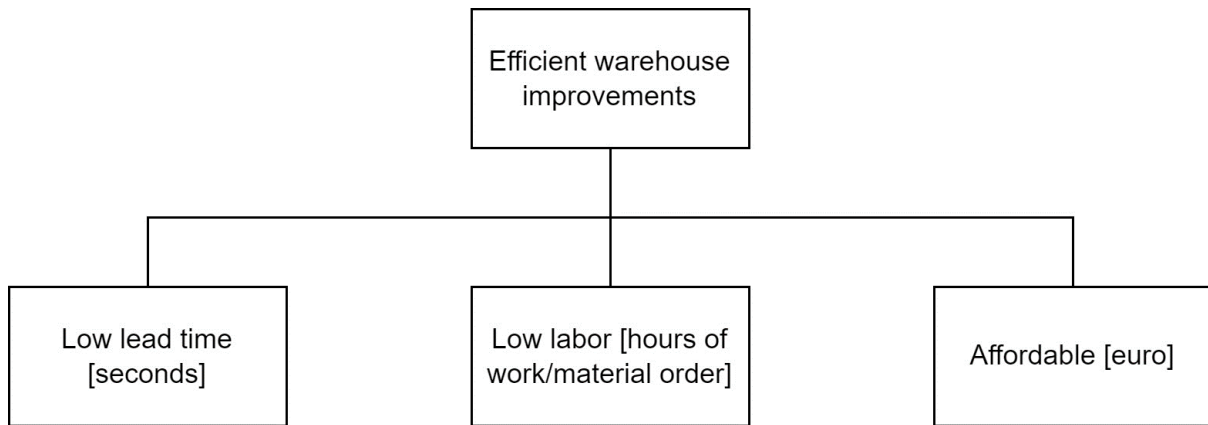 Efficient warehouse
improvements
Low lead time
[seconds]
Low labor [hours of
work/material order]
Affordable [euro]